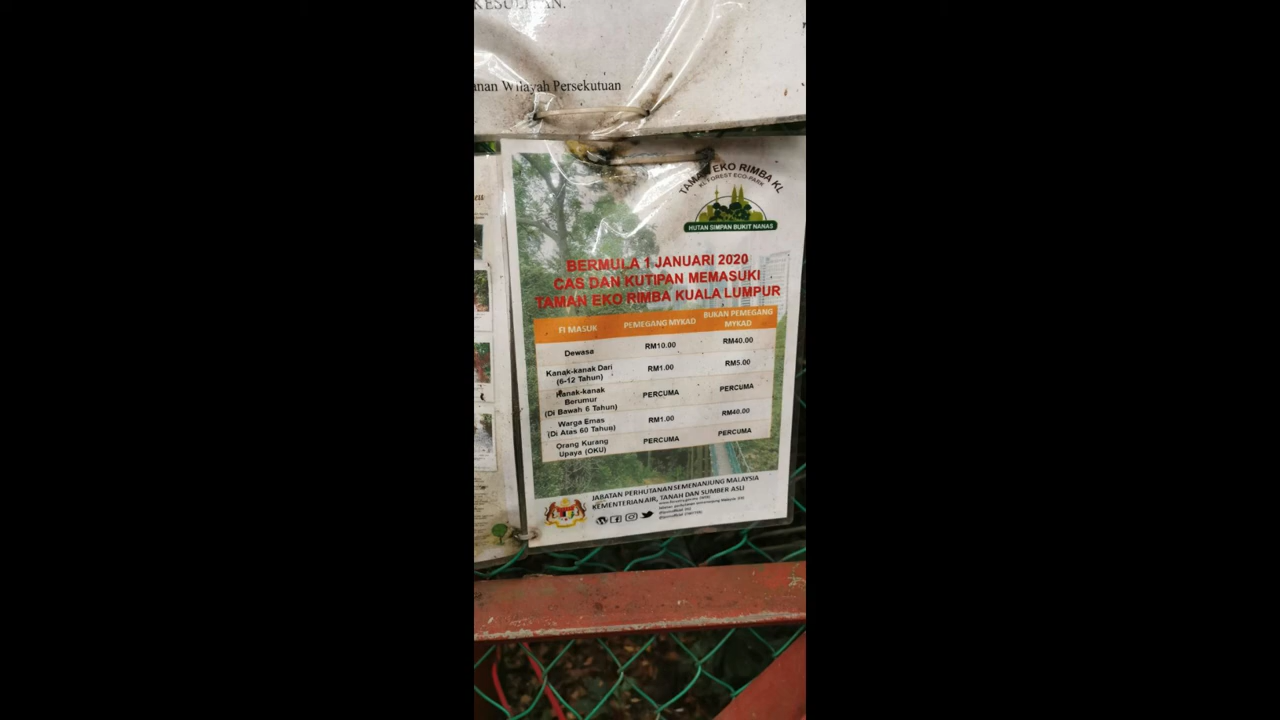 KESULITAN.
Wilayah Persekutuan
TAMAN EKO RIMBA KL
KL FOREST ECO-PARK
HUTAN SIMPAN BUKIT NANAS
BERMULA 1 JANUARI 2020
CAS DAN KUTIPAN MEMASUKI
TAMAN EKO RIMBA KUALA LUMPUR
FI MASUK PEMEGANG MYKAD BUKAN PEMEGANG MYKAD
Dewasa RM10.00 RM40.00
Kanak-kanak Dari
(6-12 Tahun) RM1.00 RM5.00
Kanak-kanak
Berumur
(Di Bawah 6 Tahun) PERCUMA PERCUMA
Warga Emas
(Di Atas 60 Tahun) RM1.00 RM40.00
Orang Kurang
Upaya (OKU) PERCUMA PERCUMA
JABATAN PERHUTANAN SEMENANJUNG MALAYSIA
KEMENTERIAN AIR, TANAH DAN SUMBER ASLI